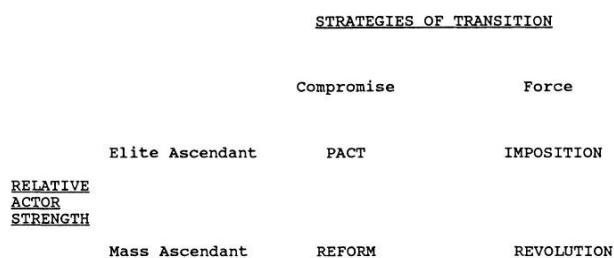 STRATEGIES OF TRANSITION
Compromise Force
Elite Ascendant PACT IMPOSITION
RELATIVE
ACTOR
STRENGTH
Mass Ascendant REFORM REVOLUTION